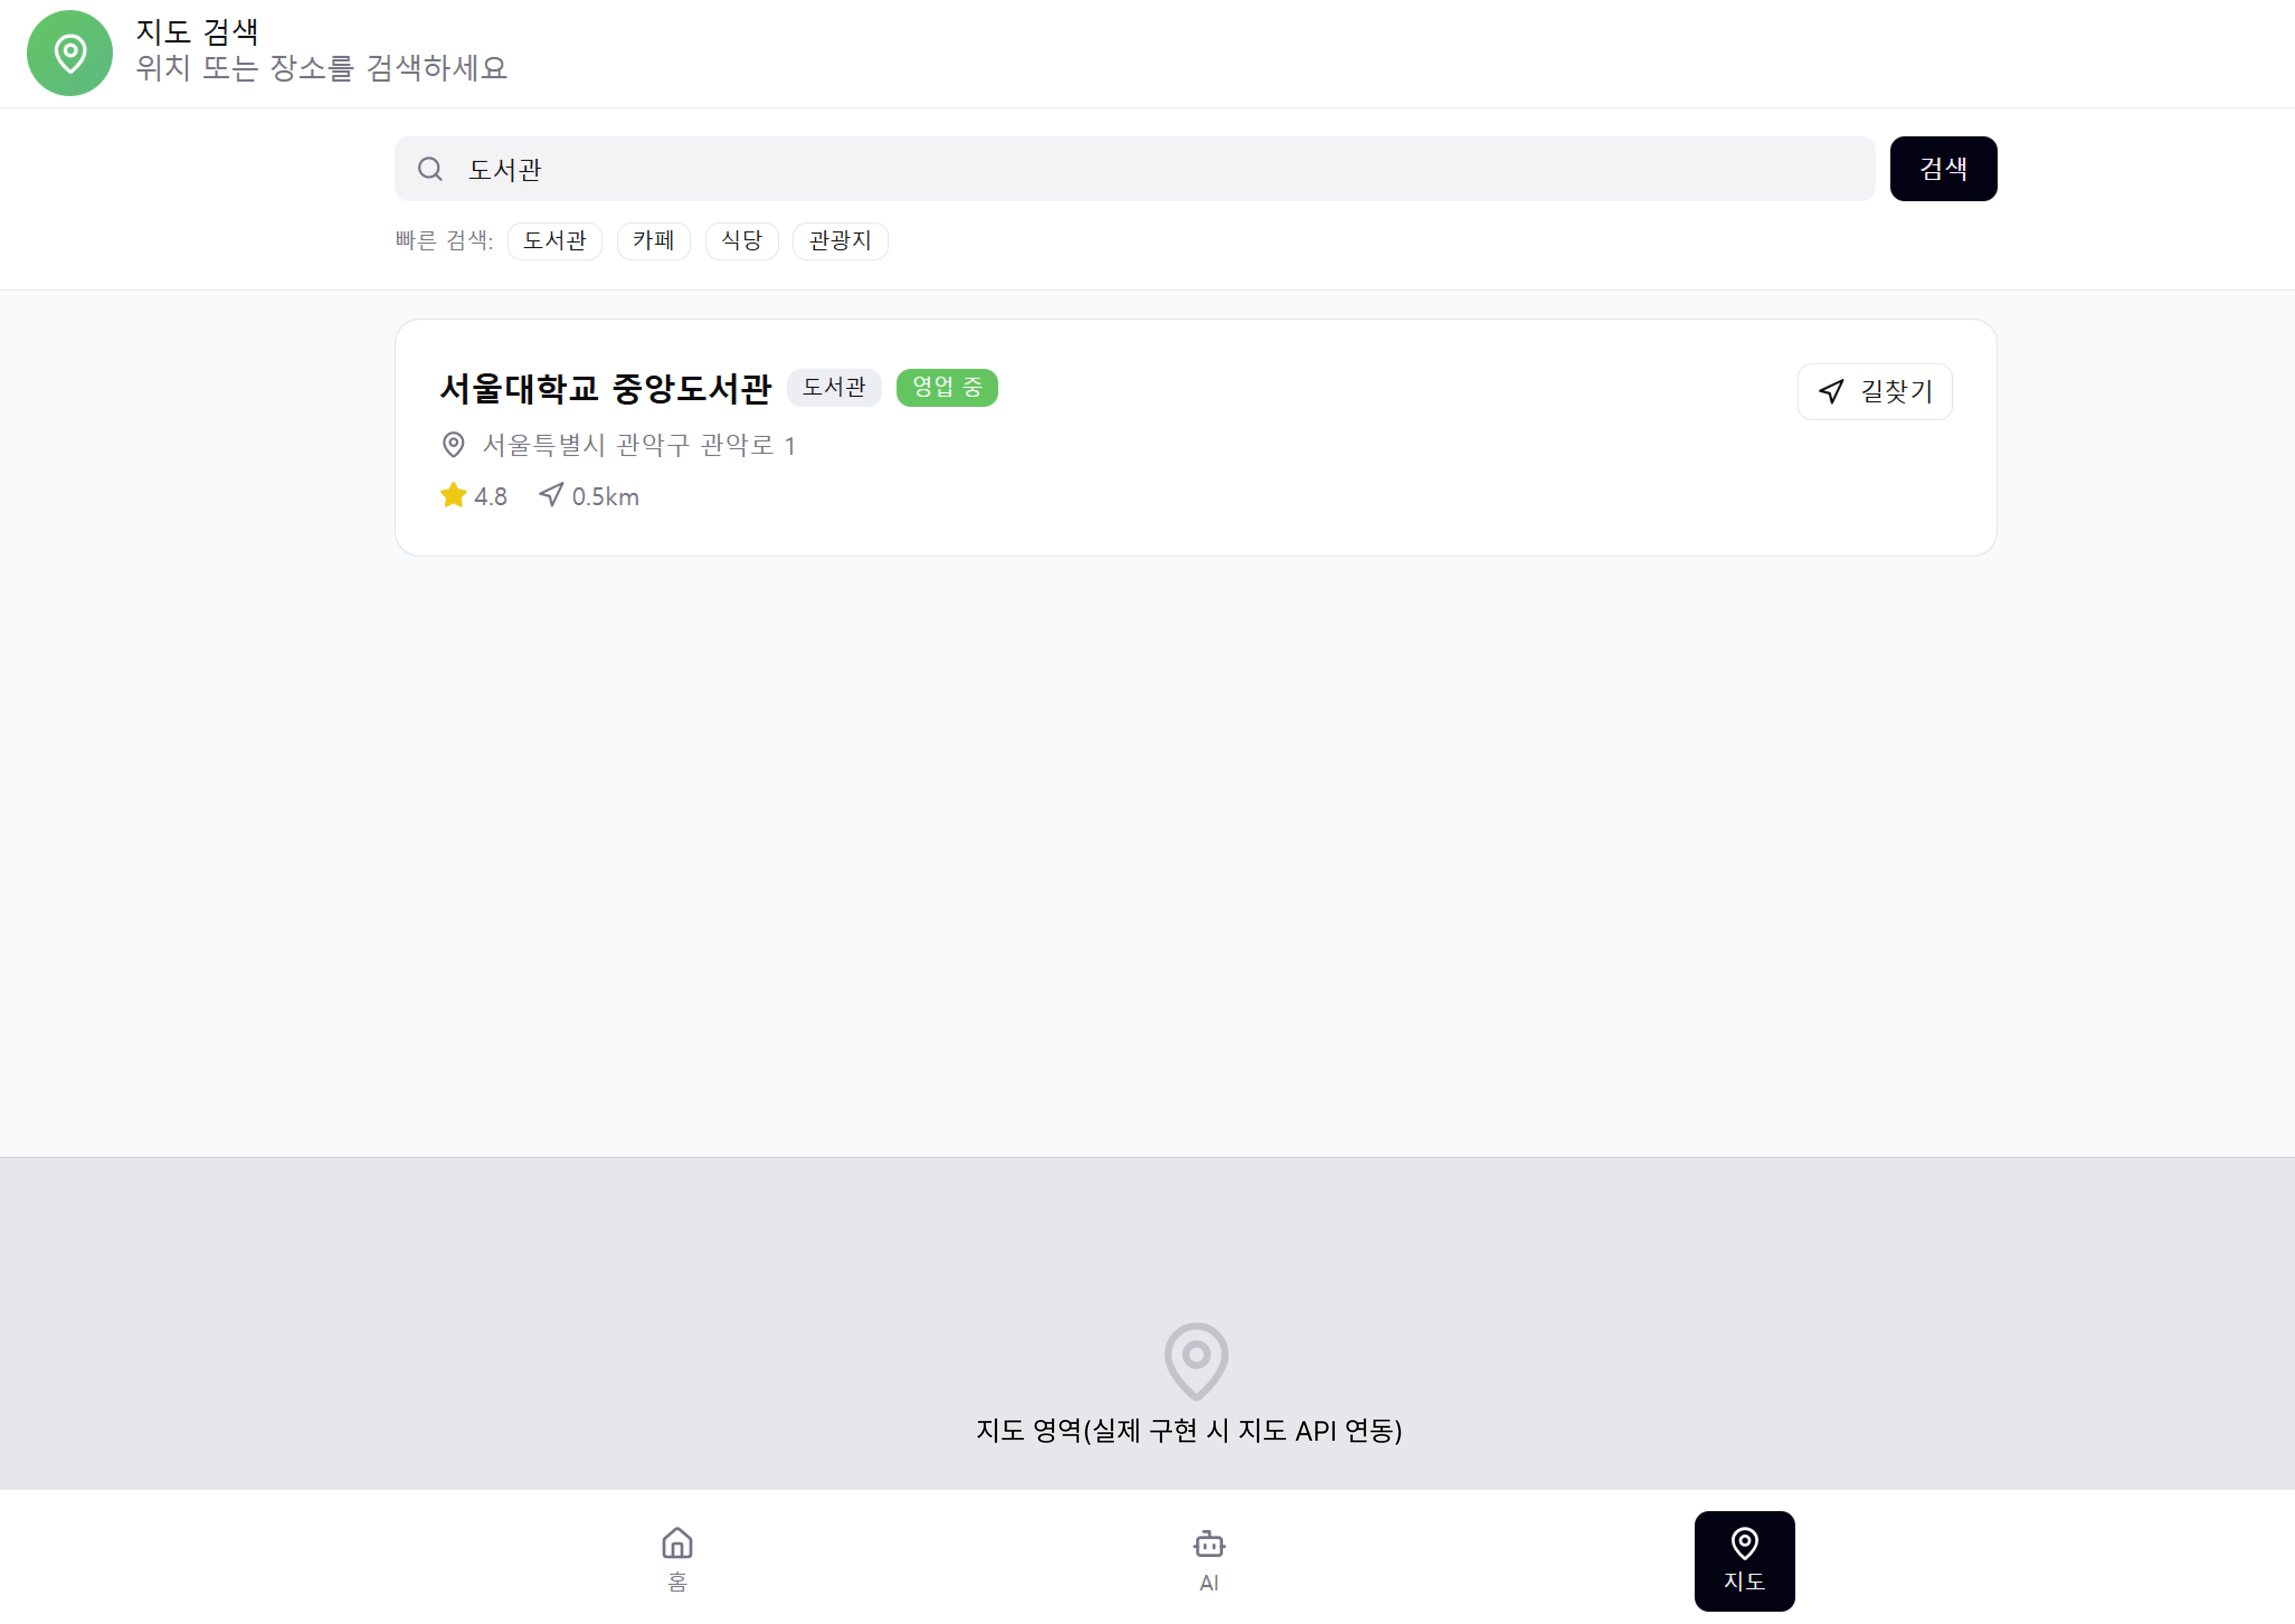 지도 검색
위치 또는 장소를 검색하세요
도서관
검색
빠른 검색: 도서관 카페 식당 관광지
서울대학교 중앙도서관 도서관 영업 중
길찾기
서울특별시 관악구 관악로 1
4.8 0.5km
지도 영역(실제 구현 시 지도 API 연동)
홈
AI
지도